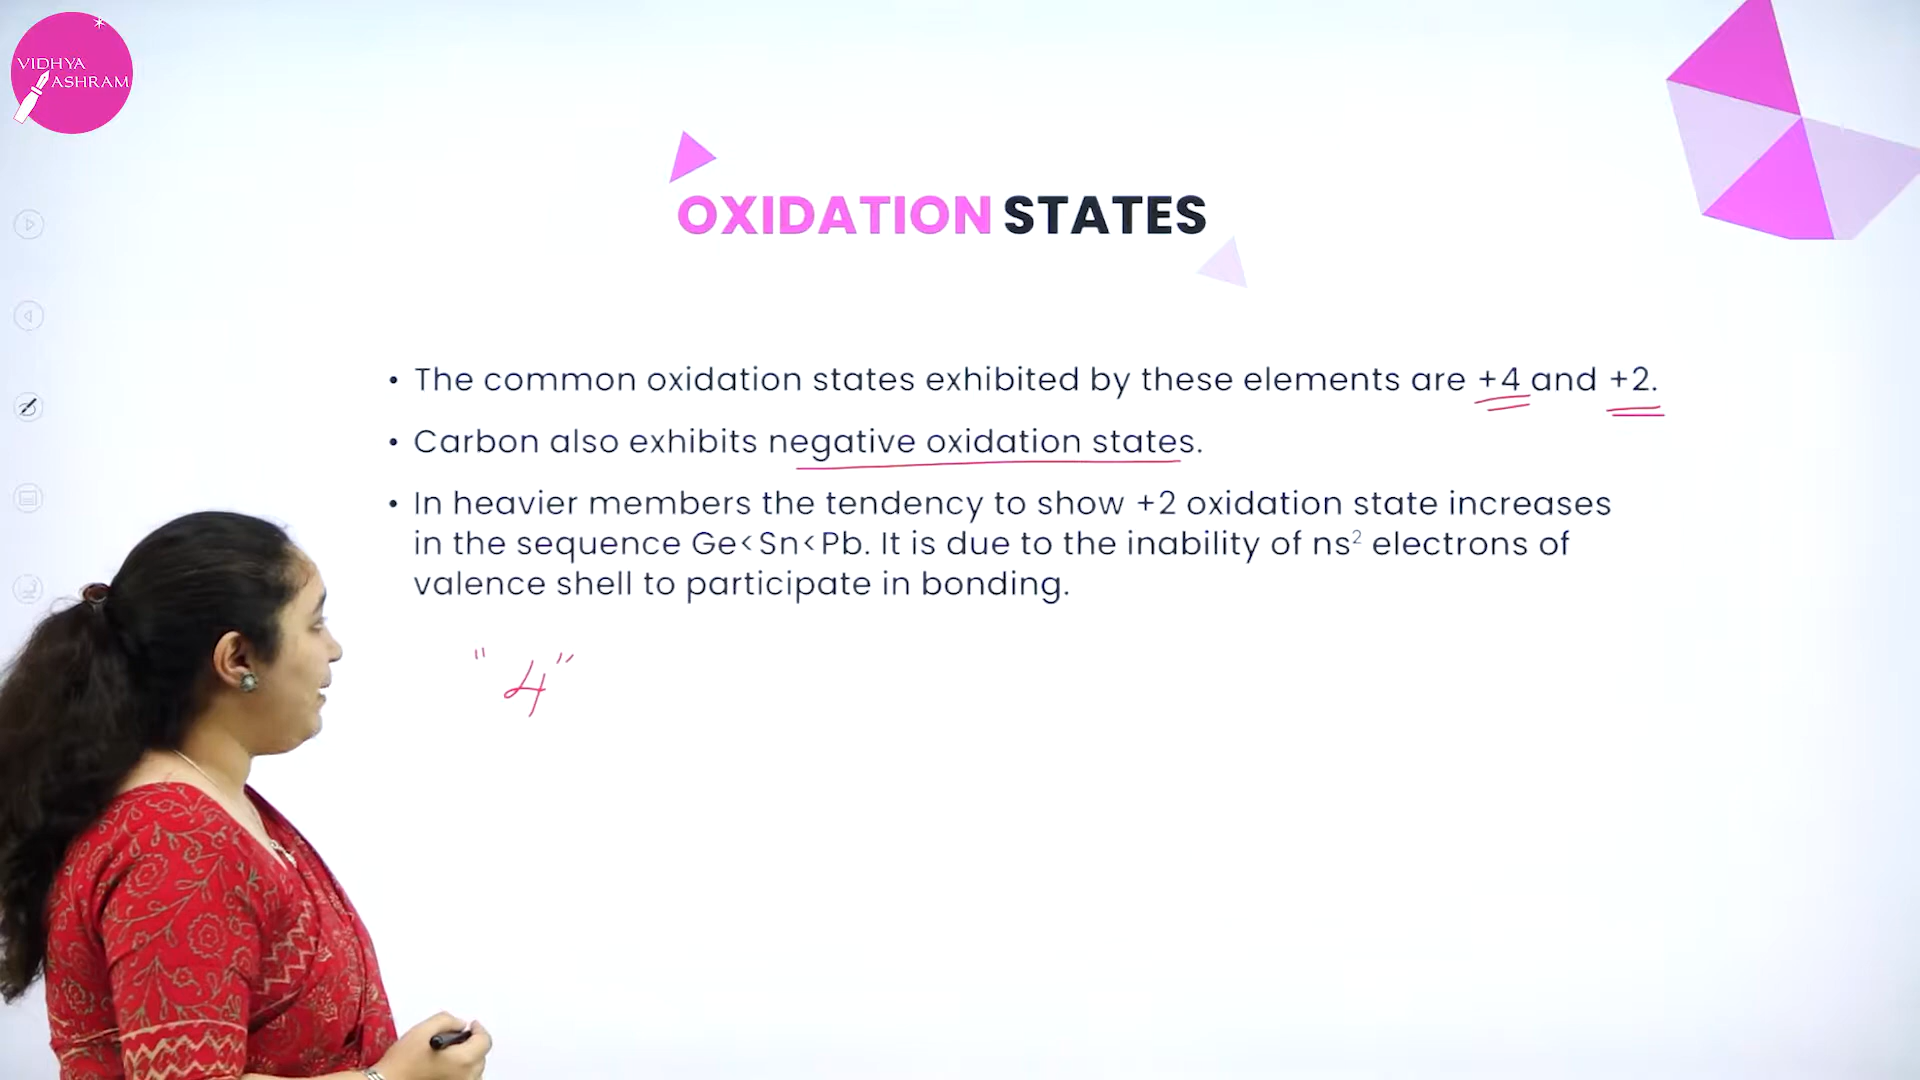 VIDHYA
ASHRAM
OXIDATION STATES
• The common oxidation states exhibited by these elements are +4 and +2.
• Carbon also exhibits negative oxidation states.
• In heavier members the tendency to show +2 oxidation state increases
in the sequence Ge<Sn<Pb. It is due to the inability of ns² electrons of
valence shell to participate in bonding.
"4"